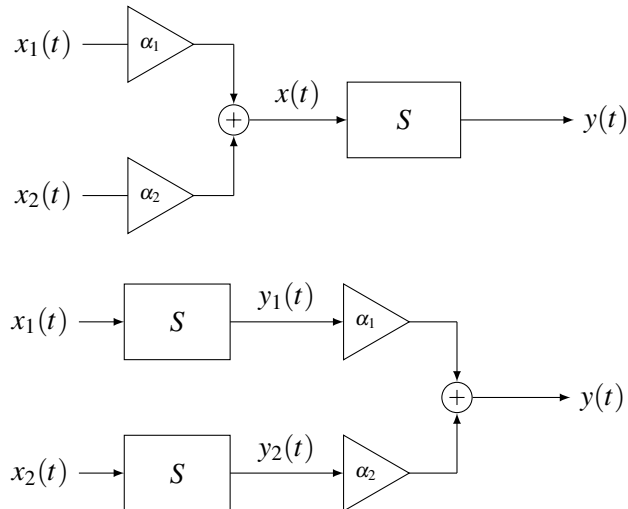 x₁(t) α₁
x(t) S y(t)
+
x₂(t) α₂
y₁(t)
x₁(t) S α₁
+ y(t)
y₂(t)
x₂(t) S α₂